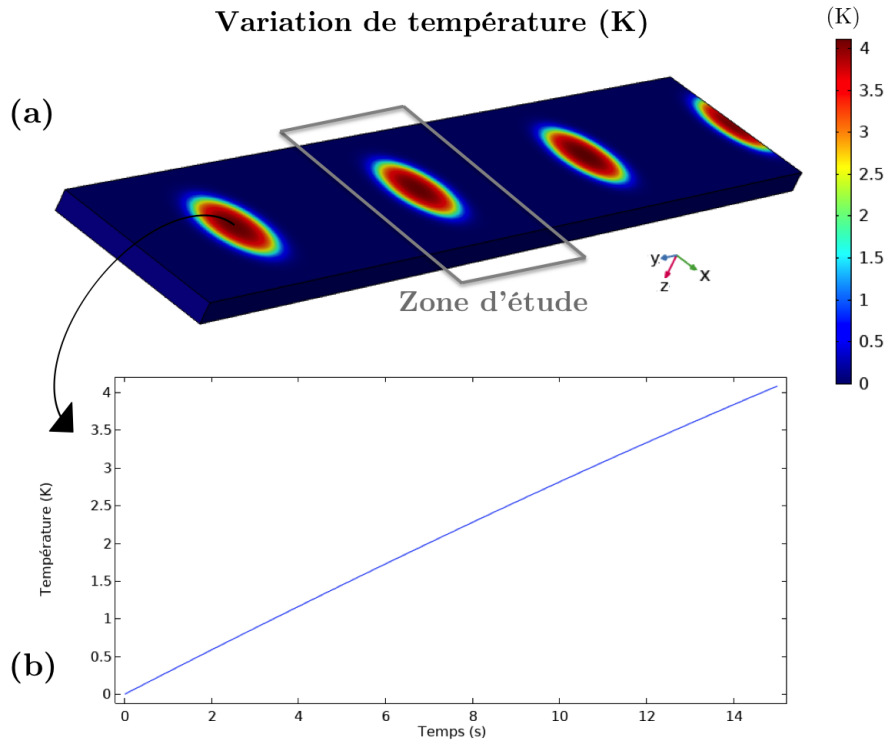 Variation de température (K)
(K)
4
3.5
3
2.5
2
1.5
1
0.5
0
(a)
Zone d'étude
y
z
x
4
3.5
3
2.5
2
1.5
1
0.5
0
Température (K)
(b)
0 2 4 6 8 10 12 14
Temps (s)